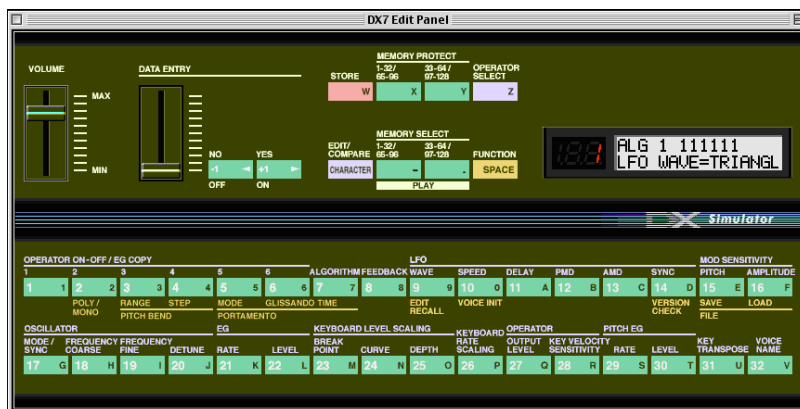 DX7 Edit Panel
VOLUME
DATA ENTRY
MEMORY PROTECT
STORE
1-32/
65-96
33-64 /
97-128
OPERATOR
SELECT
W
X
Y
Z
MAX
MIN
NO
YES
-1
+1
OFF
ON
MEMORY SELECT
EDIT/
COMPARE
1-32/
65-96
33-64 /
97-128
FUNCTION
CHARACTER
-
.
SPACE
PLAY
1
ALG 1 111111
LFO WAVE=TRIANGL
DX Simulator
OPERATOR ON-OFF / EG COPY
LFO
MOD SENSITIVITY
1 2 3 4 5 6 ALGORITHM FEEDBACK WAVE SPEED DELAY PMD AMD SYNC PITCH AMPLITUDE
1 1 2 2 3 3 4 4 5 5 6 6 7 7 8 8 9 9 10 0 11 A 12 B 13 C 14 D 15 E 16 F
POLY /
MONO
RANGE STEP
PITCH BEND
MODE GLISSANDO TIME
PORTAMENTO
EDIT
RECALL
VOICE INIT
VERSION
CHECK
SAVE LOAD
FILE
OSCILLATOR
EG
KEYBOARD LEVEL SCALING
KEYBOARD
RATE
SCALING
OPERATOR
PITCH EG
MODE /
SYNC
FREQUENCY
COARSE
FREQUENCY
FINE
DETUNE
RATE
LEVEL
BREAK
POINT
CURVE
DEPTH
OUTPUT
LEVEL
KEY VELOCITY
SENSITIVITY
RATE
LEVEL
KEY
TRANSPOSE
VOICE
NAME
17 G 18 H 19 I 20 J 21 K 22 L 23 M 24 N 25 O 26 P 27 Q 28 R 29 S 30 T 31 U 32 V